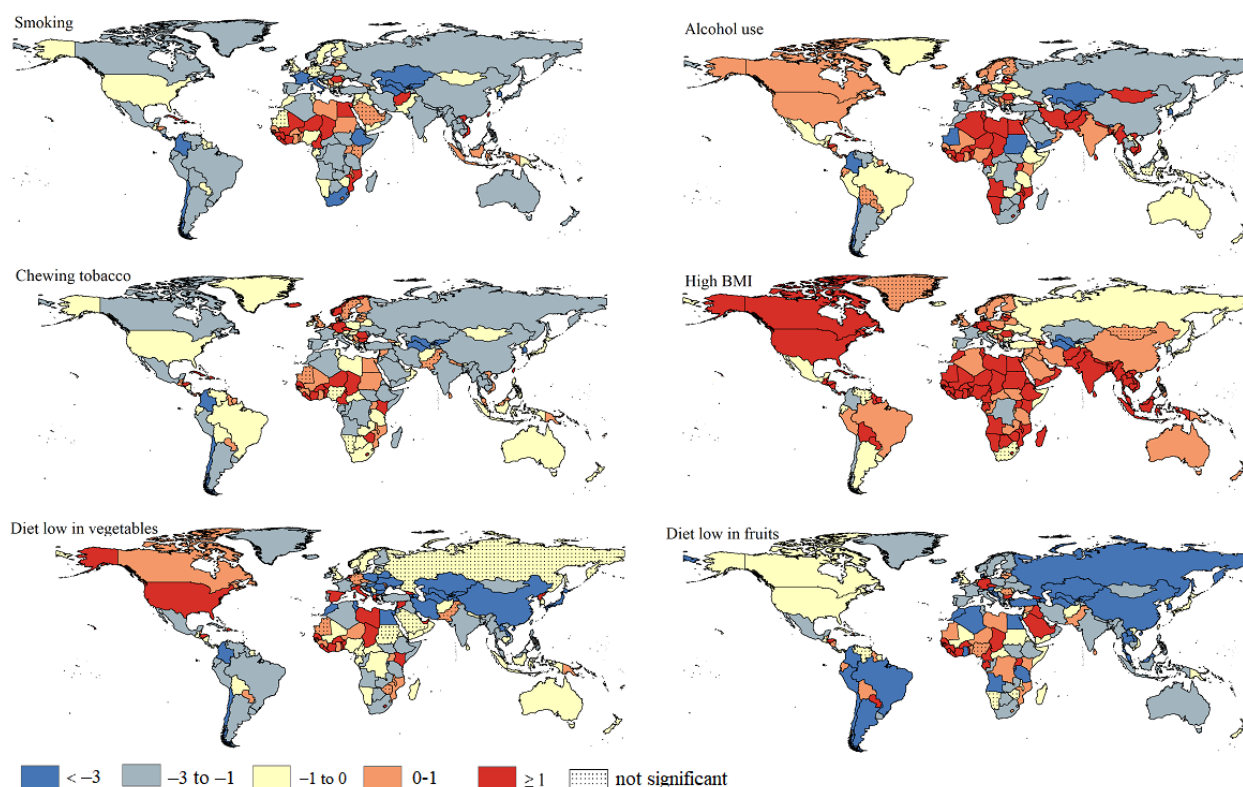 Smoking
Alcohol use
Chewing tobacco
High BMI
Diet low in vegetables
Diet low in fruits
< –3
–3 to –1
–1 to 0
0-1
≥ 1
not significant